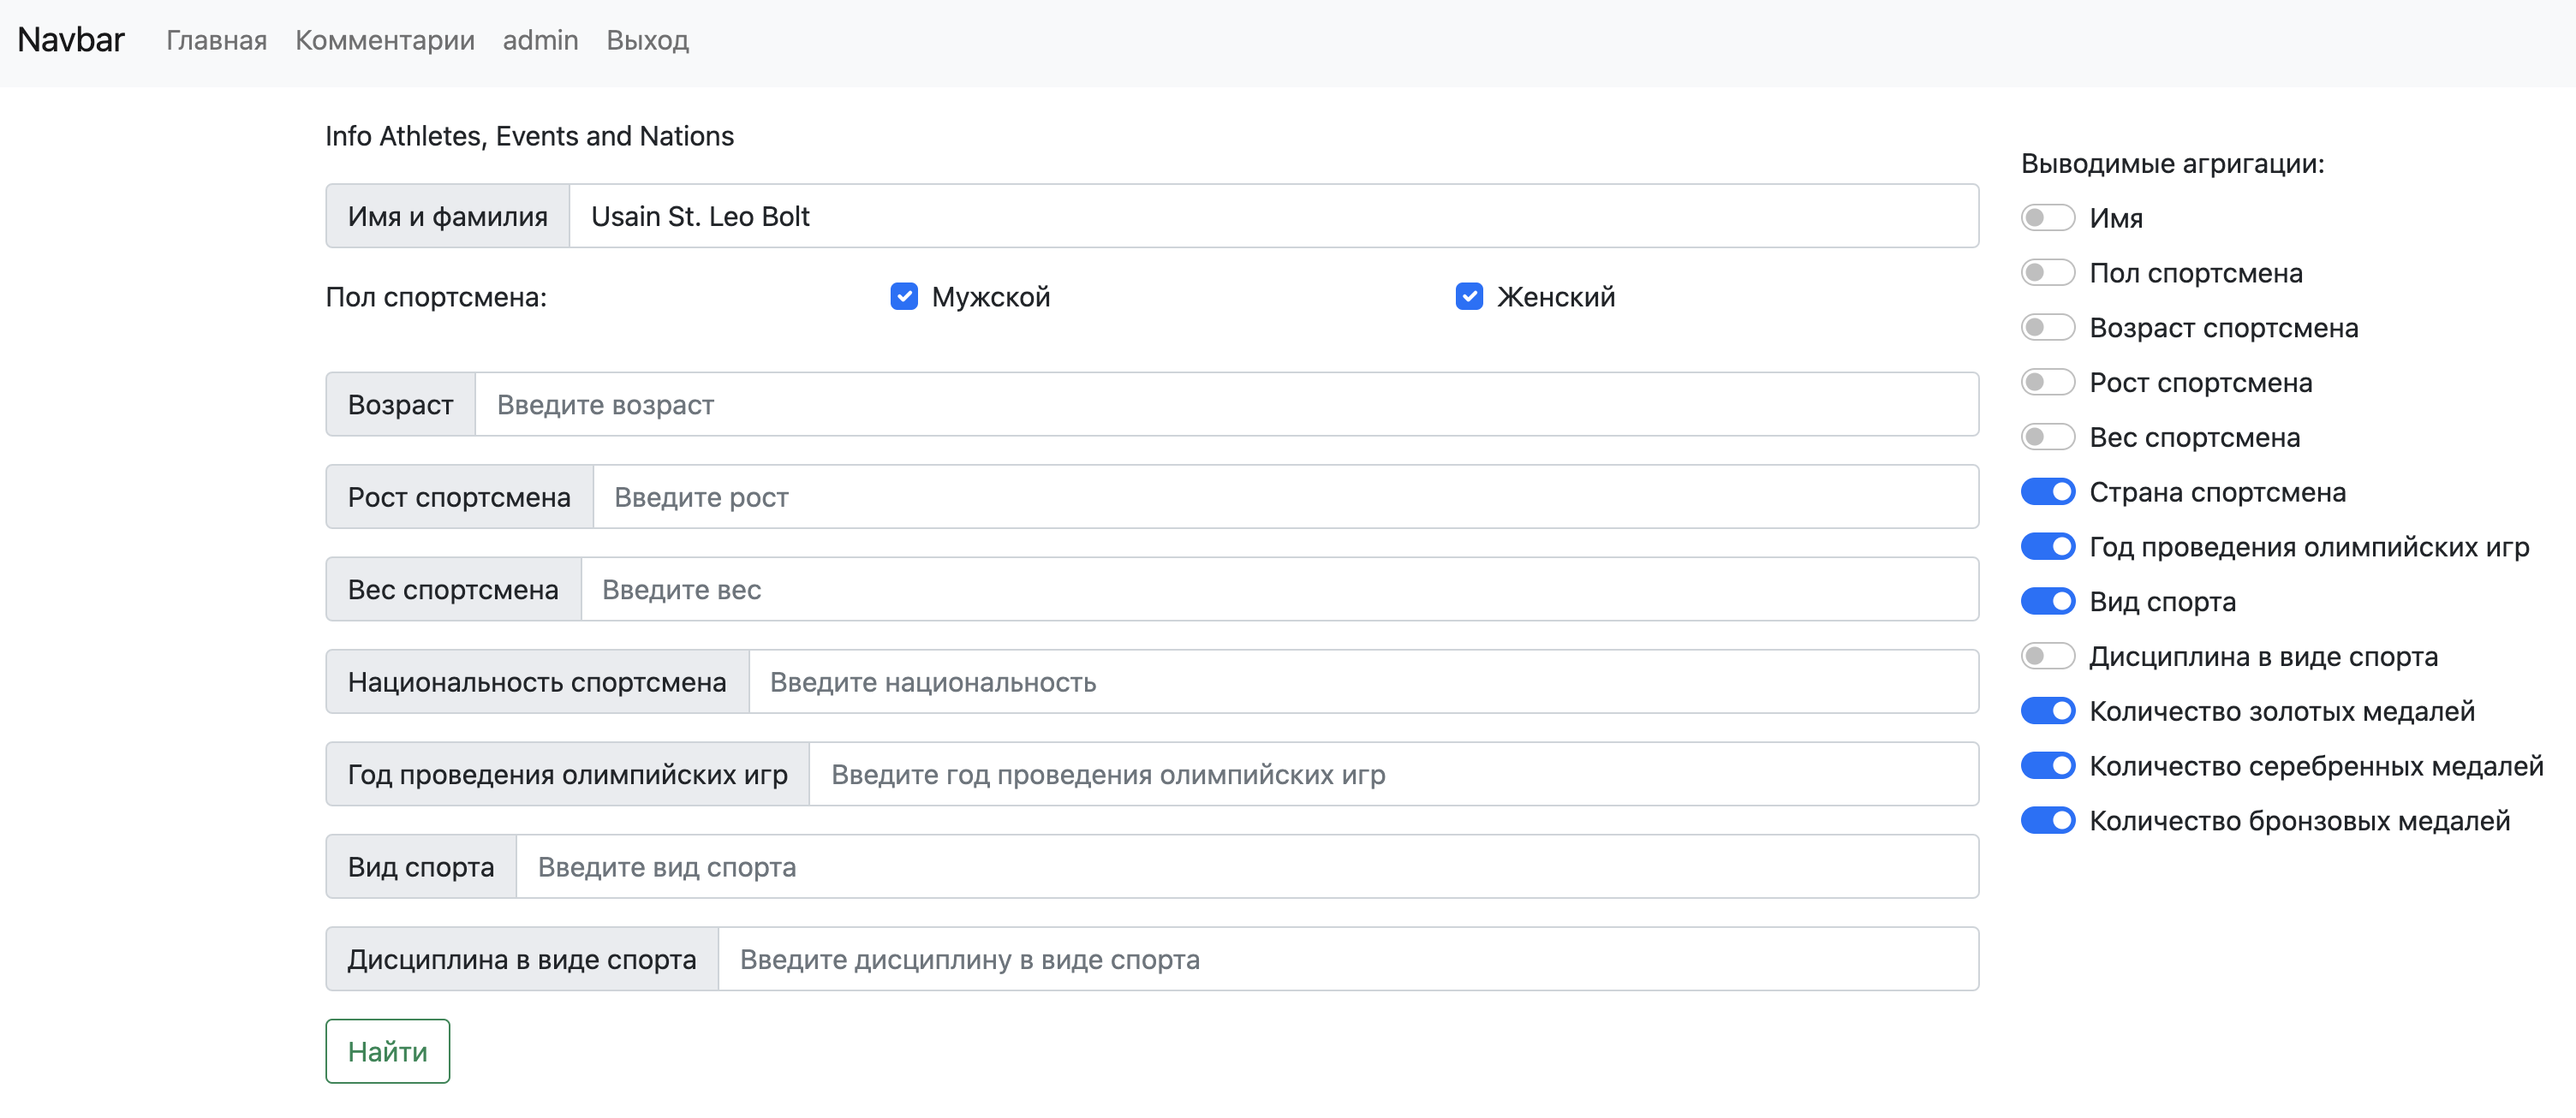 Navbar Главная Комментарии admin Выход
Info Athletes, Events and Nations
Имя и фамилия Usain St. Leo Bolt
Пол спортсмена: Мужской Женский
Возраст Введите возраст
Рост спортсмена Введите рост
Вес спортсмена Введите вес
Национальность спортсмена Введите национальность
Год проведения олимпийских игр Введите год проведения олимпийских игр
Вид спорта Введите вид спорта
Дисциплина в виде спорта Введите дисциплину в виде спорта
Найти
Выводимые агригации:
Имя
Пол спортсмена
Возраст спортсмена
Рост спортсмена
Вес спортсмена
Страна спортсмена
Год проведения олимпийских игр
Вид спорта
Дисциплина в виде спорта
Количество золотых медалей
Количество серебренных медалей
Количество бронзовых медалей